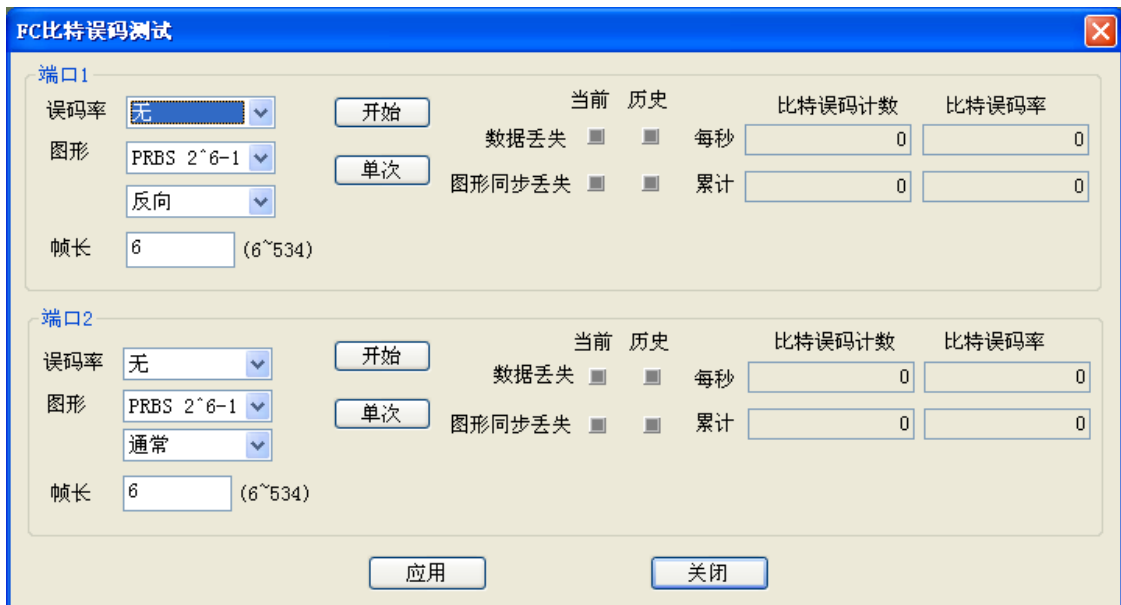 FC比特误码测试
端口1
当前 历史 比特误码计数 比特误码率
误码率 无 开始
数据丢失 每秒 0 0
图形 PRBS 2^6-1 单次
图形同步丢失 累计 0 0
反向
帧长 6 (6~534)
端口2
当前 历史 比特误码计数 比特误码率
误码率 无 开始
数据丢失 每秒 0 0
图形 PRBS 2^6-1 单次
图形同步丢失 累计 0 0
通常
帧长 6 (6~534)
应用 关闭